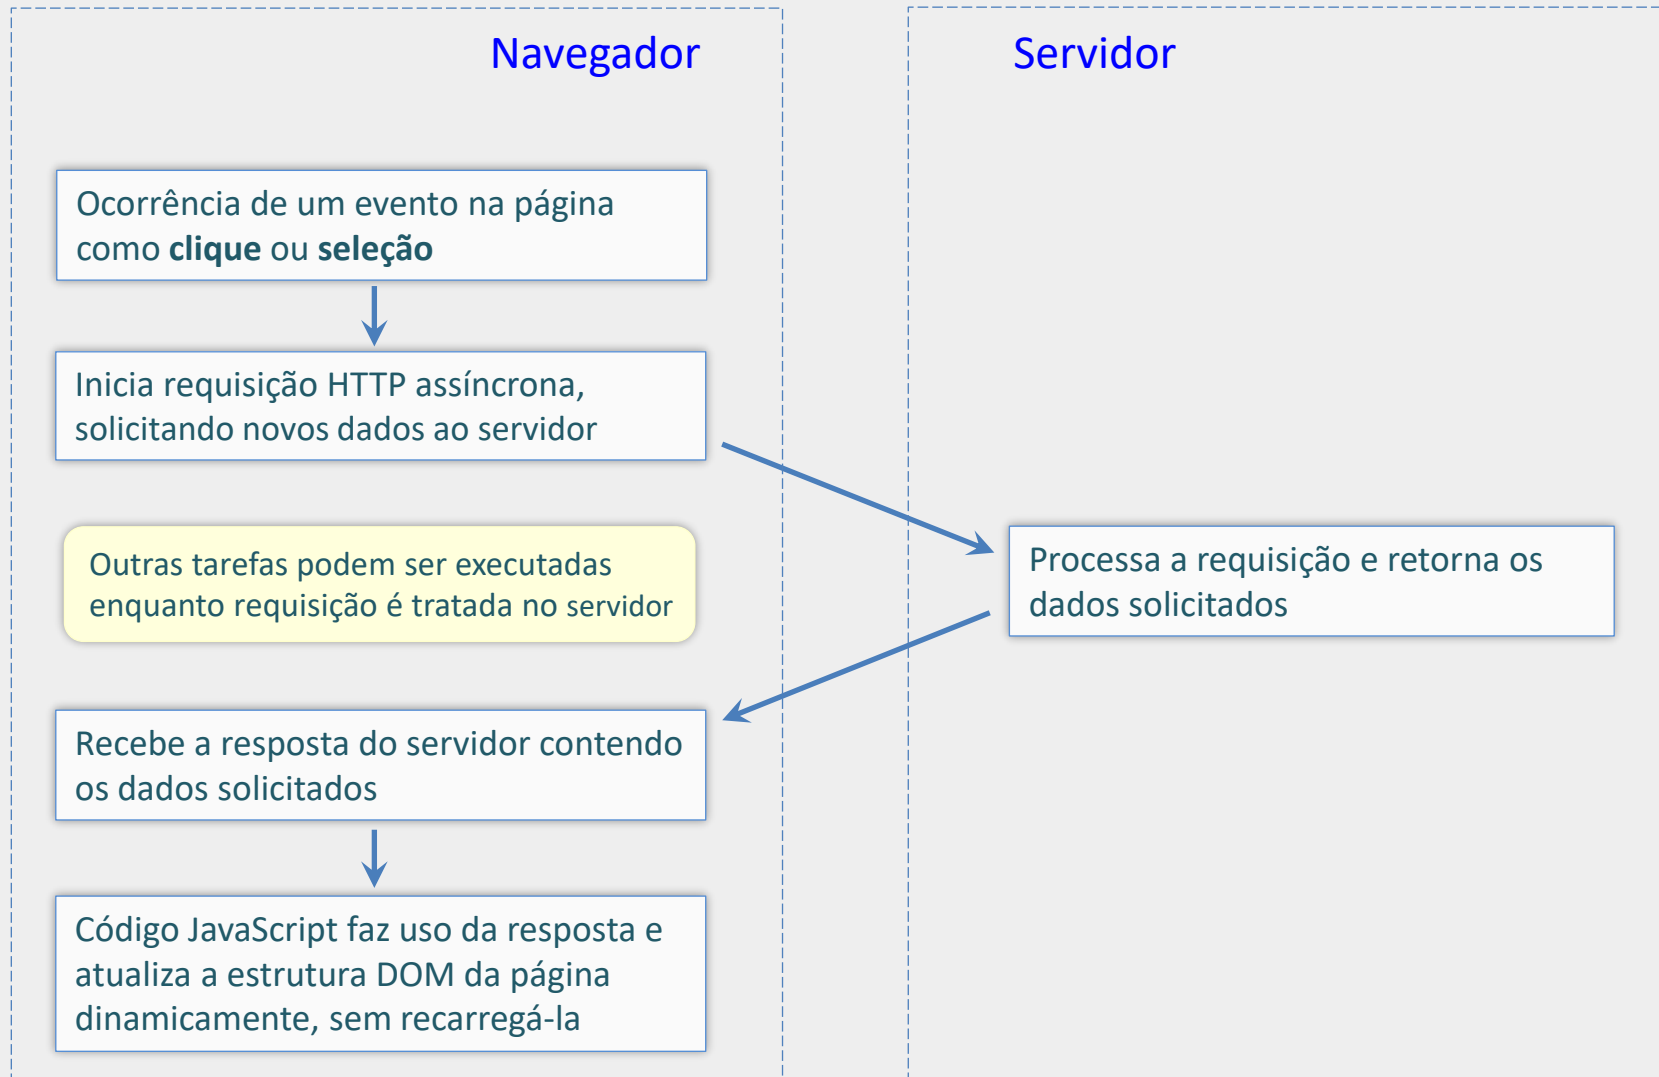 Navegador
Servidor
Ocorrência de um evento na página
como clique ou seleção
Inicia requisição HTTP assíncrona,
solicitando novos dados ao servidor
Outras tarefas podem ser executadas
enquanto requisição é tratada no servidor
Processa a requisição e retorna os
dados solicitados
Recebe a resposta do servidor contendo
os dados solicitados
Código JavaScript faz uso da resposta e
atualiza a estrutura DOM da página
dinamicamente, sem recarregá-la